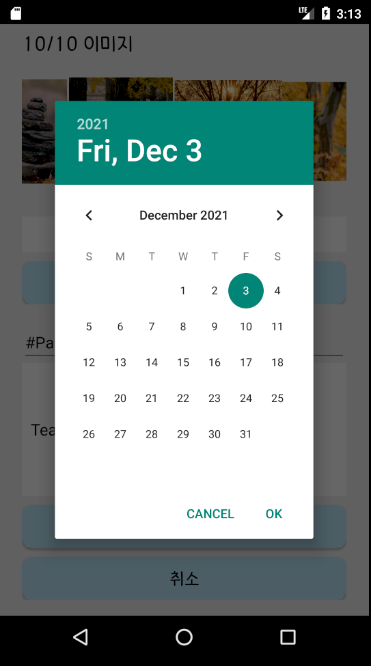 LTE 3:13
10/10 이미지
2021
Fri, Dec 3
December 2021
S M T W T F S
1 2 3 4
5 6 7 8 9 10 11
12 13 14 15 16 17 18
19 20 21 22 23 24 25
26 27 28 29 30 31
#Pa
Tea
CANCEL OK
취소